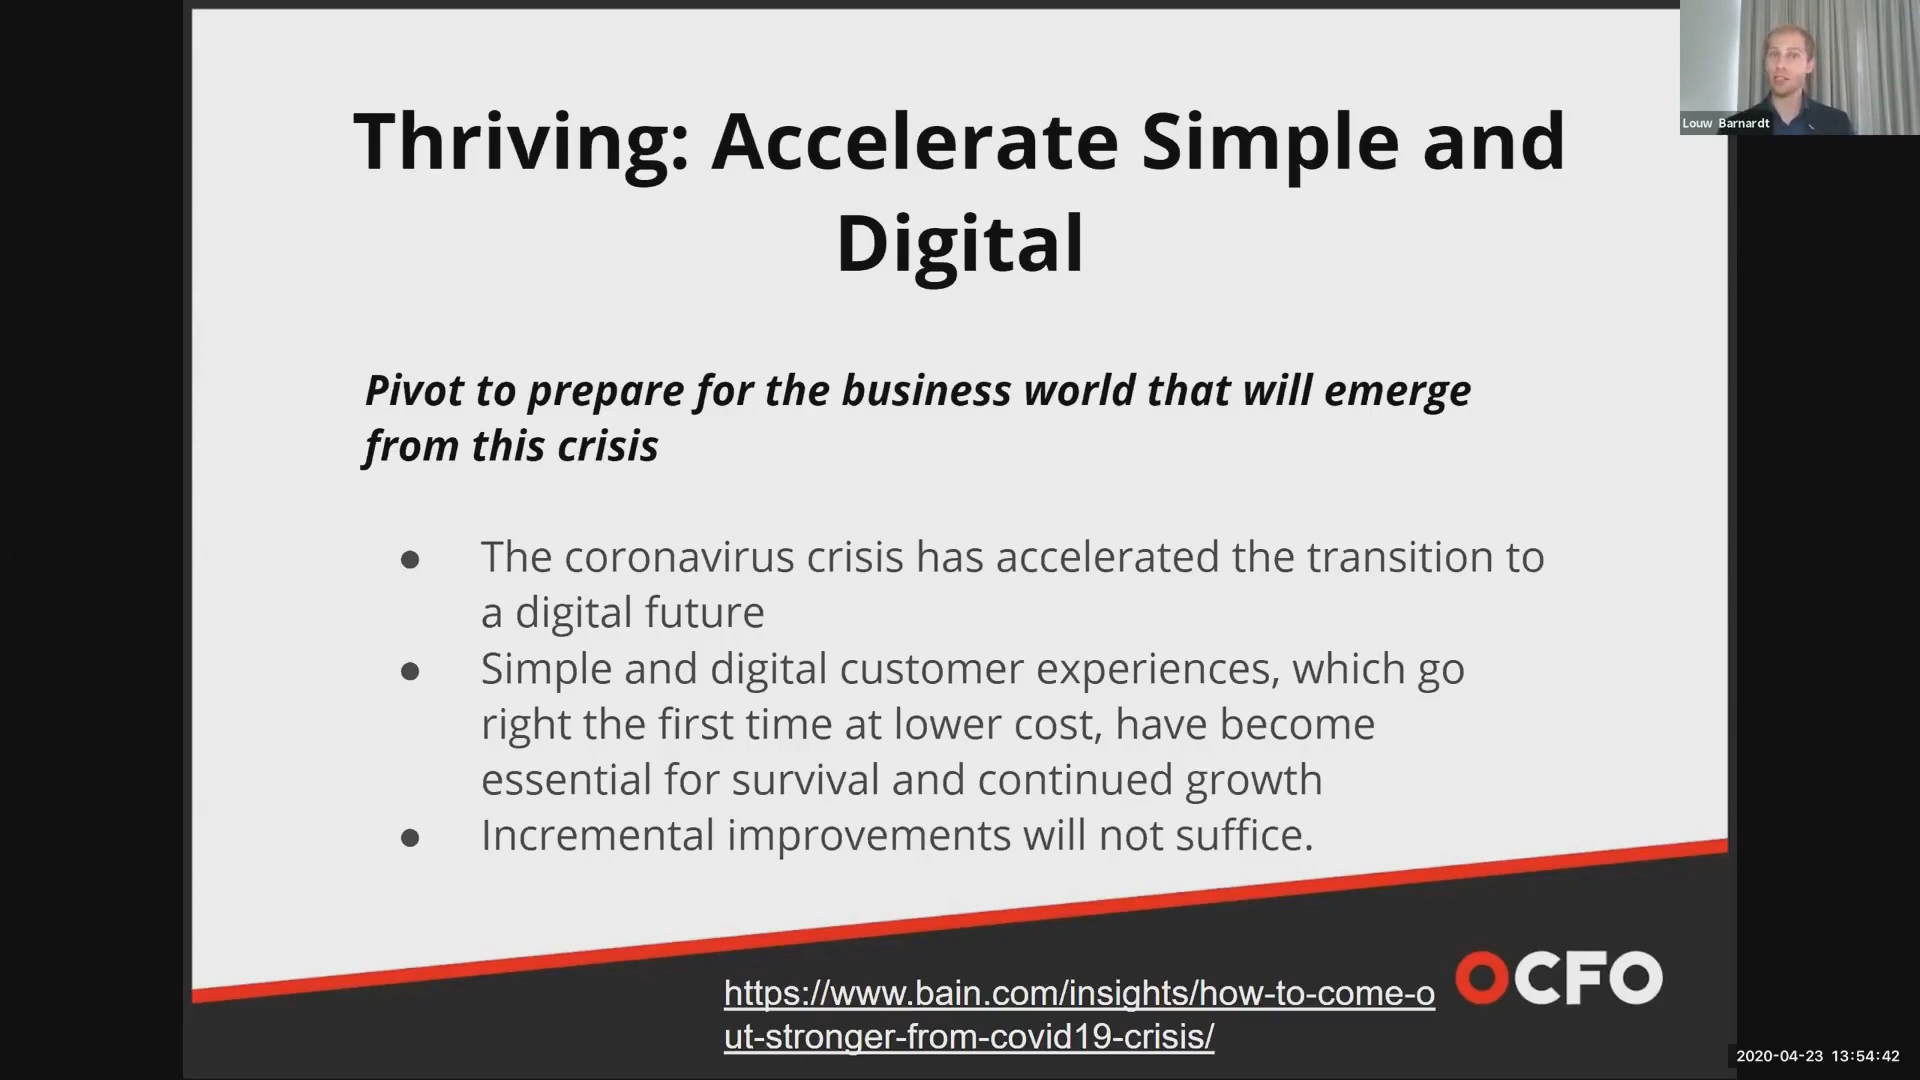 Thriving: Accelerate Simple and
Digital
Louw Barnardt
Pivot to prepare for the business world that will emerge
from this crisis
● The coronavirus crisis has accelerated the transition to
a digital future
● Simple and digital customer experiences, which go
right the first time at lower cost, have become
essential for survival and continued growth
● Incremental improvements will not suffice.
OCFO
https://www.bain.com/insights/how-to-come-o
ut-stronger-from-covid19-crisis/
2020-04-23 13:54:42